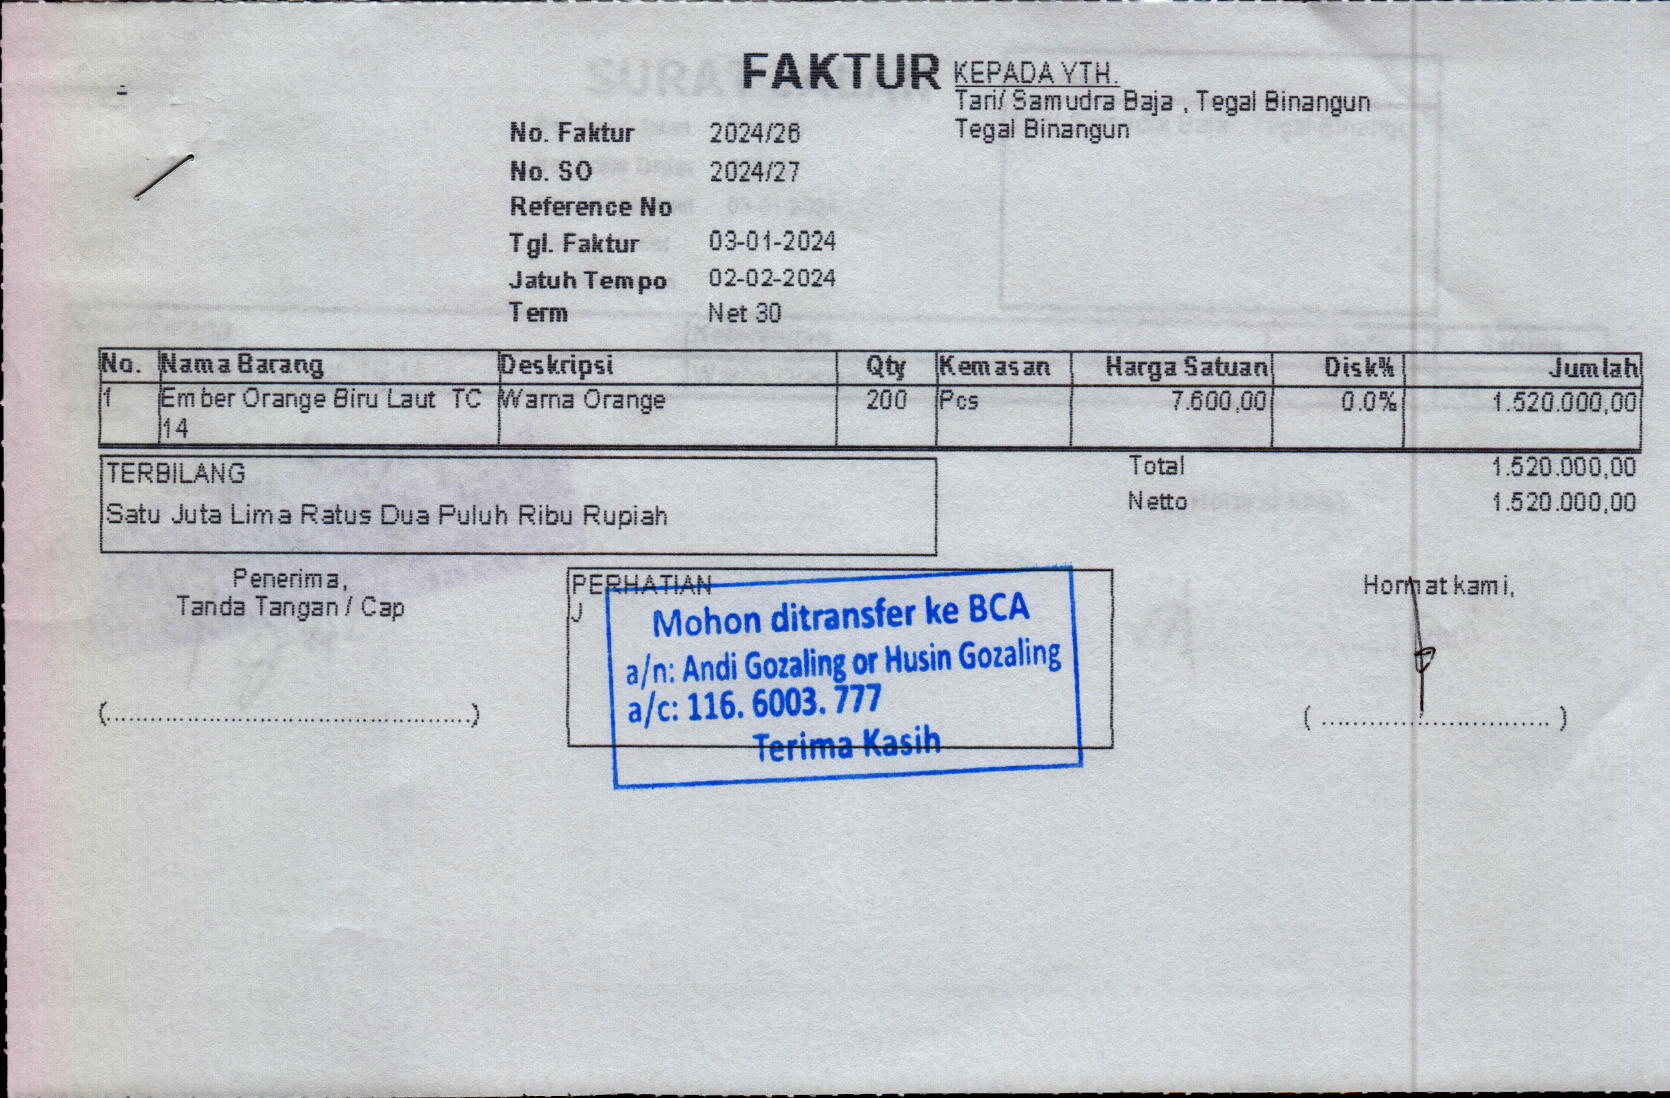 FAKTUR
KEPADA YTH.
Tari/ Samudra Baja , Tegal Binangun
Tegal Binangun
No. Faktur 2024/26
No. SO 2024/27
Reference No
Tgl. Faktur 03-01-2024
Jatuh Tempo 02-02-2024
Term Net 30
No. Nama Barang Deskripsi Qty Kemasan Harga Satuan Disk% Jumlah
1 Ember Orange Biru Laut TC Warna Orange 200 Pcs 7.600,00 0.0% 1.520.000,00
14
TERBILANG
Satu Juta Lima Ratus Dua Puluh Ribu Rupiah
Total 1.520.000,00
Netto 1.520.000,00
Penerima,
Tanda Tangan / Cap
PERHATIAN
J
Mohon ditransfer ke BCA
a/n: Andi Gozaling or Husin Gozaling
a/c: 116. 6003. 777
Terima Kasih
Hormat kami,